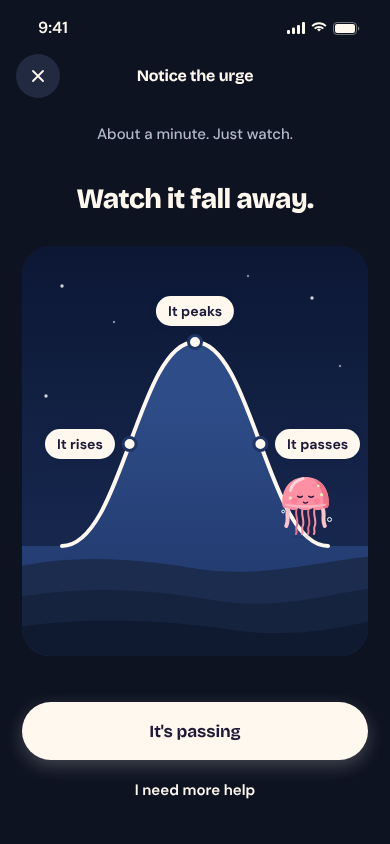 9:41
Notice the urge
About a minute. Just watch.
Watch it fall away.
It peaks
It rises
It passes
It's passing
I need more help